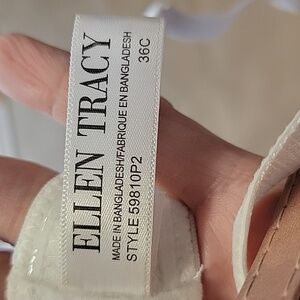 ELLEN TRACY
MADE IN BANGLADESH/FABRIQUE EN BANGLADESH
STYLE 59810P2
36C